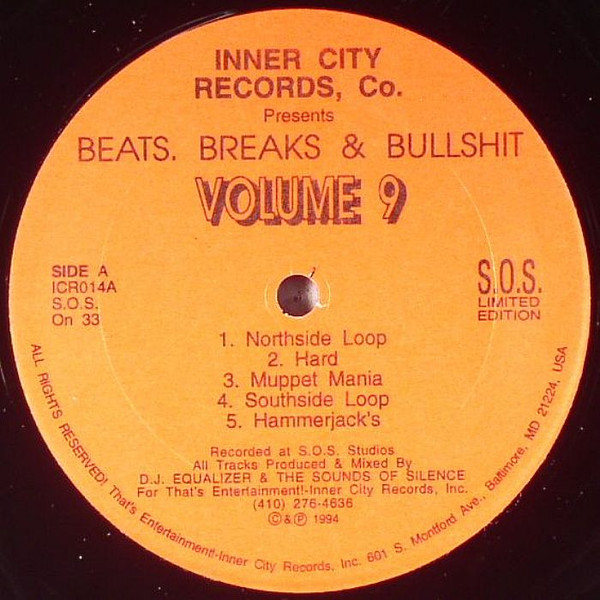 INNER CITY
RECORDS, Co.
Presents
BEATS. BREAKS & BULLSHIT
VOLUME 9
SIDE A
ICR014A
S.O.S.
On 33
S.O.S.
LIMITED
EDITION
1. Northside Loop
2. Hard
3. Muppet Mania
4. Southside Loop
5. Hammerjack's
Recorded at S.O.S. Studios
All Tracks Produced & Mixed By
D.J. EQUALIZER & THE SOUNDS OF SILENCE
For That's Entertainment!-Inner City Records, Inc.
(410) 276-4636
©&℗ 1994
ALL RIGHTS RESERVED! That's Entertainment!-Inner City Records, Inc. 601 S. Montford Ave., Baltimore, MD 21224, USA